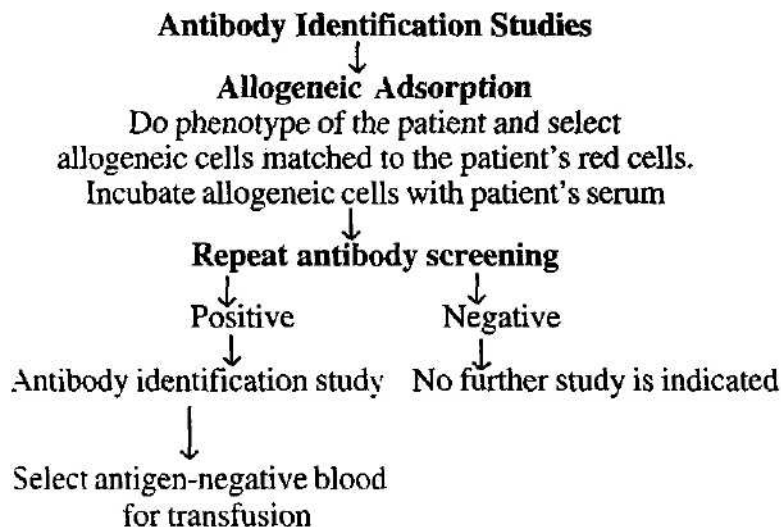 Antibody Identification Studies
Allogeneic Adsorption
Do phenotype of the patient and select
allogeneic cells matched to the patient's red cells.
Incubate allogeneic cells with patient's serum
Repeat antibody screening
Positive
Negative
Antibody identification study
No further study is indicated
Select antigen-negative blood
for transfusion